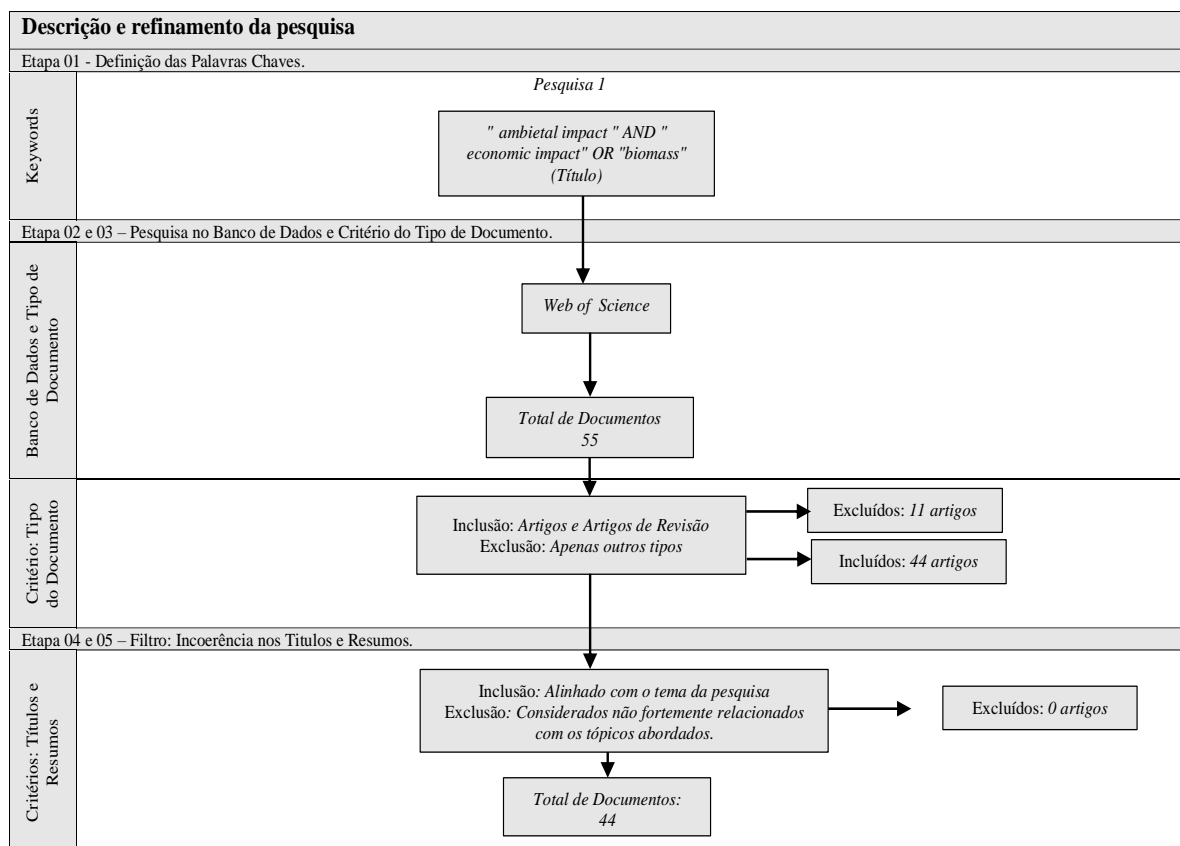 Descrição e refinamento da pesquisa
Etapa 01 - Definição das Palavras Chaves.
Keywords
Pesquisa 1
" ambietal impact " AND "
economic impact" OR "biomass"
(Título)
Etapa 02 e 03 – Pesquisa no Banco de Dados e Critério do Tipo de Documento.
Banco de Dados e Tipo de
Documento
Web of Science
Total de Documentos
55
Critério: Tipo
do Documento
Inclusão: Artigos e Artigos de Revisão
Exclusão: Apenas outros tipos
Excluídos: 11 artigos
Incluídos: 44 artigos
Etapa 04 e 05 – Filtro: Incoerência nos Titulos e Resumos.
Critérios: Títulos e
Resumos
Inclusão: Alinhado com o tema da pesquisa
Exclusão: Considerados não fortemente relacionados
com os tópicos abordados.
Excluídos: 0 artigos
Total de Documentos:
44